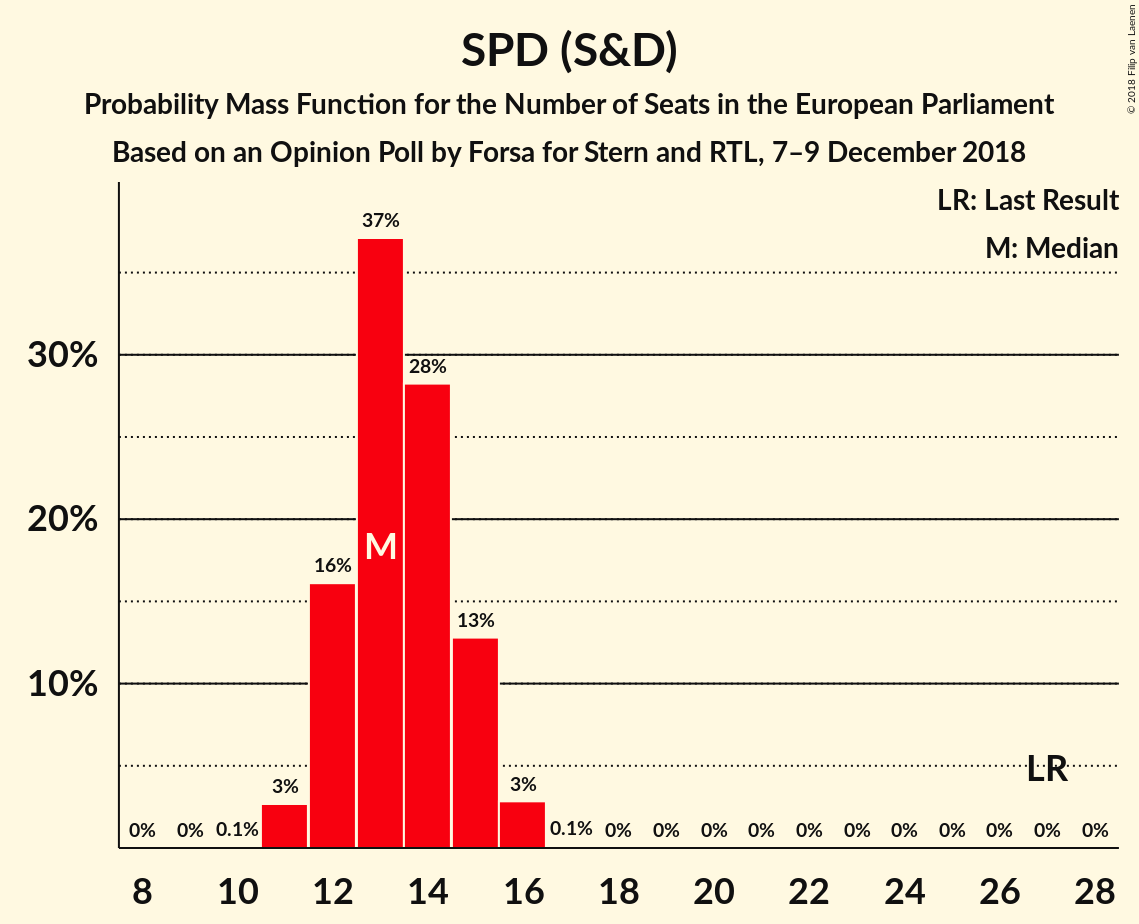 SPD (S&D)
Probability Mass Function for the Number of Seats in the European Parliament
Based on an Opinion Poll by Forsa for Stern and RTL, 7–9 December 2018
© 2018 Filip van Laenen
LR: Last Result
M: Median
37%
30%
28%
20%
M
16%
13%
10%
LR
3%
3%
0% 0% 0.1% 0.1% 0% 0% 0% 0% 0% 0% 0% 0% 0% 0% 0%
8 10 12 14 16 18 20 22 24 26 28